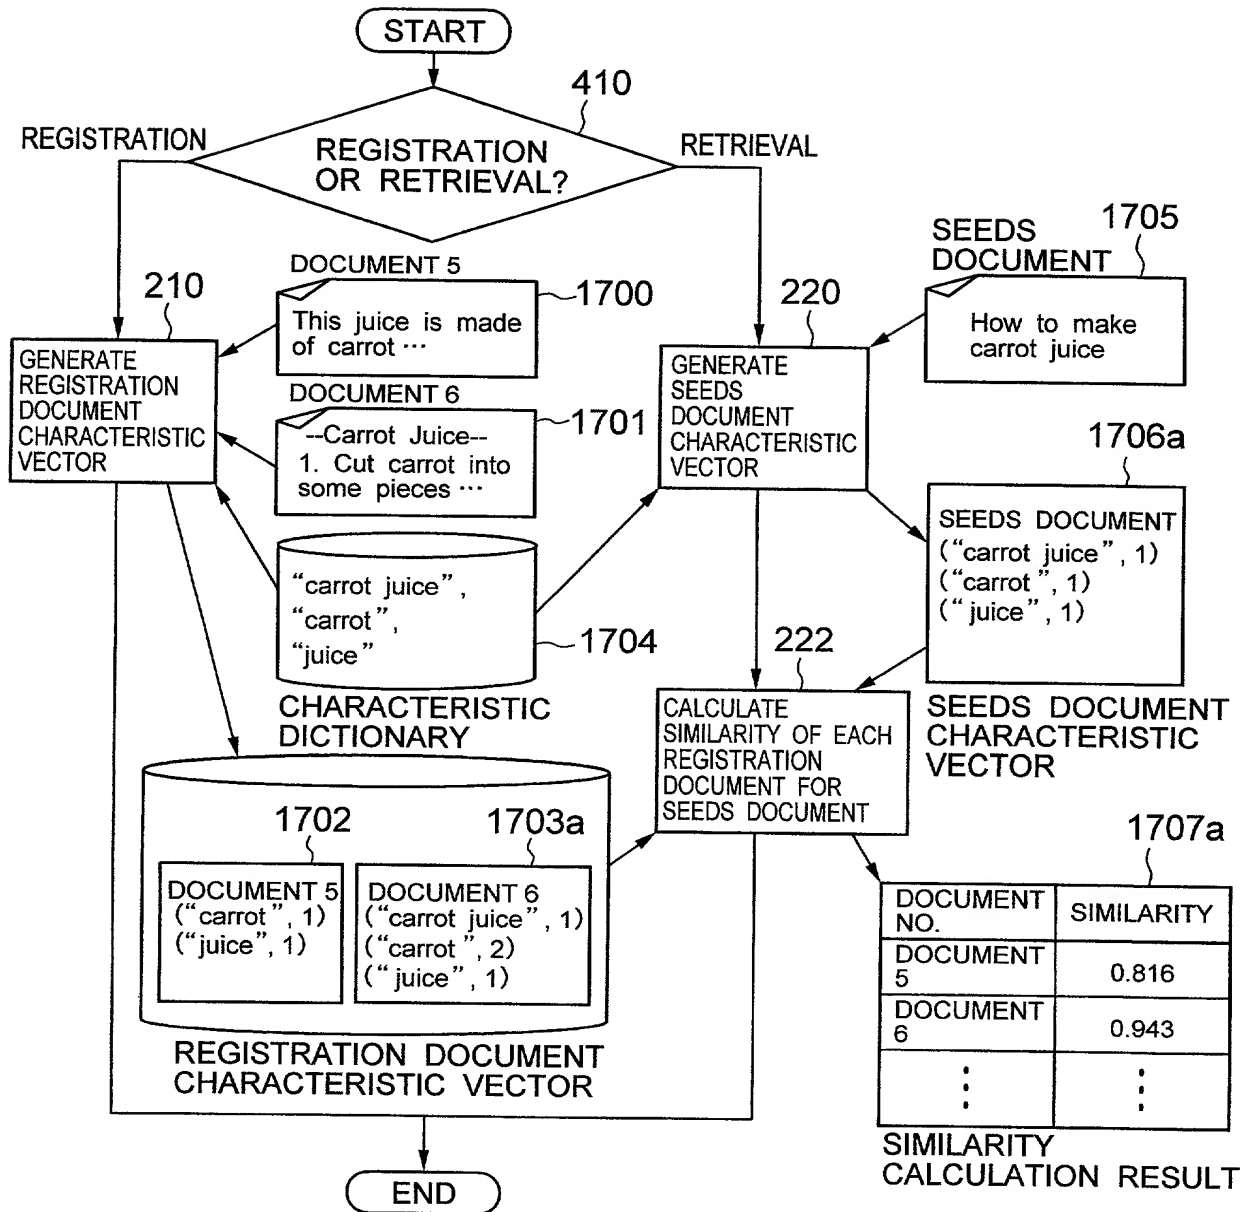 START
410
REGISTRATION
REGISTRATION
OR RETRIEVAL?
RETRIEVAL
210
DOCUMENT 5
1700
This juice is made
of carrot ···
GENERATE
REGISTRATION
DOCUMENT
CHARACTERISTIC
VECTOR
DOCUMENT 6
1701
--Carrot Juice--
1. Cut carrot into
some pieces ···
“carrot juice”,
“carrot”,
“juice”
1704
CHARACTERISTIC
DICTIONARY
220
GENERATE
SEEDS
DOCUMENT
CHARACTERISTIC
VECTOR
SEEDS
DOCUMENT
1705
How to make
carrot juice
1706a
SEEDS DOCUMENT
(“carrot juice”, 1)
(“carrot”, 1)
(“juice”, 1)
SEEDS DOCUMENT
CHARACTERISTIC
VECTOR
222
CALCULATE
SIMILARITY OF EACH
REGISTRATION
DOCUMENT FOR
SEEDS DOCUMENT
1702
DOCUMENT 5
(“carrot”, 1)
(“juice”, 1)
1703a
DOCUMENT 6
(“carrot juice”, 1)
(“carrot”, 2)
(“juice”, 1)
REGISTRATION DOCUMENT
CHARACTERISTIC VECTOR
1707a
DOCUMENT
NO.
SIMILARITY
DOCUMENT
5
0.816
DOCUMENT
6
0.943
SIMILARITY
CALCULATION RESULT
END